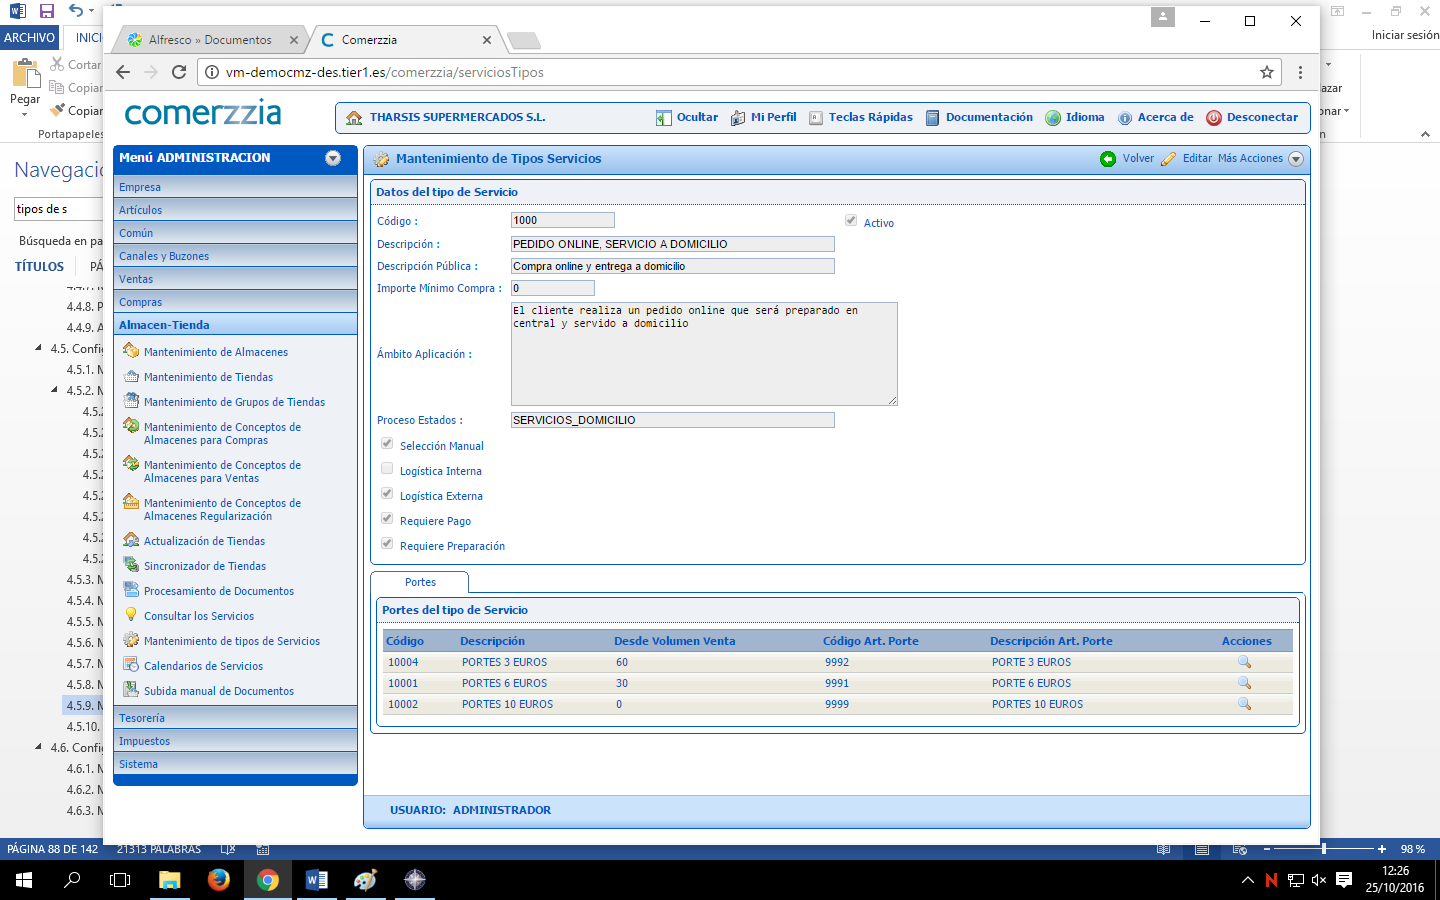 ARCHIVO
INICI
Iniciar sesión
Pegar
Cortar
Copiar
Copiar
Portapapeles
Navegació
tipos de s
Búsqueda en pa
TÍTULOS
PÁ
4.4.8. P
4.4.9. A
4.5. Config
4.5.1. M
4.5.2. M
4.5.2
4.5.2
4.5.2
4.5.2
4.5.2
4.5.2
4.5.2
4.5.2
4.5.3. M
4.5.4. M
4.5.5. M
4.5.6. M
4.5.7. M
4.5.8. M
4.5.9. M
4.5.10.
4.6. Config
4.6.1. M
4.6.2. M
4.6.3. M
Alfresco » Documentos
Comerzzia
vm-democmz-des.tier1.es/comerzzia/serviciosTipos
comerzzia
THARSIS SUPERMERCADOS S.L.
Ocultar
Mi Perfil
Teclas Rápidas
Documentación
Idioma
Acerca de
Desconectar
Menú ADMINISTRACION
Empresa
Artículos
Común
Canales y Buzones
Ventas
Compras
Almacen-Tienda
Mantenimiento de Almacenes
Mantenimiento de Tiendas
Mantenimiento de Grupos de Tiendas
Mantenimiento de Conceptos de
Almacenes para Compras
Mantenimiento de Conceptos de
Almacenes para Ventas
Mantenimiento de Conceptos de
Almacenes Regularización
Actualización de Tiendas
Sincronizador de Tiendas
Procesamiento de Documentos
Consultar los Servicios
Mantenimiento de tipos de Servicios
Calendarios de Servicios
Subida manual de Documentos
Tesorería
Impuestos
Sistema
Mantenimiento de Tipos Servicios
Volver
Editar
Más Acciones
Datos del tipo de Servicio
Código : 1000
Activo
Descripción : PEDIDO ONLINE, SERVICIO A DOMICILIO
Descripción Pública : Compra online y entrega a domicilio
Importe Mínimo Compra : 0
Ámbito Aplicación :
El cliente realiza un pedido online que será preparado en
central y servido a domicilio
Proceso Estados : SERVICIOS_DOMICILIO
Selección Manual
Logística Interna
Logística Externa
Requiere Pago
Requiere Preparación
Portes
Portes del tipo de Servicio
Código Descripción Desde Volumen Venta Código Art. Porte Descripción Art. Porte Acciones
10004 PORTES 3 EUROS 60 9992 PORTE 3 EUROS
10001 PORTES 6 EUROS 30 9991 PORTE 6 EUROS
10002 PORTES 10 EUROS 0 9999 PORTES 10 EUROS
USUARIO: ADMINISTRADOR
PÁGINA 88 DE 142
21313 PALABRAS
98 %
12:26
25/10/2016